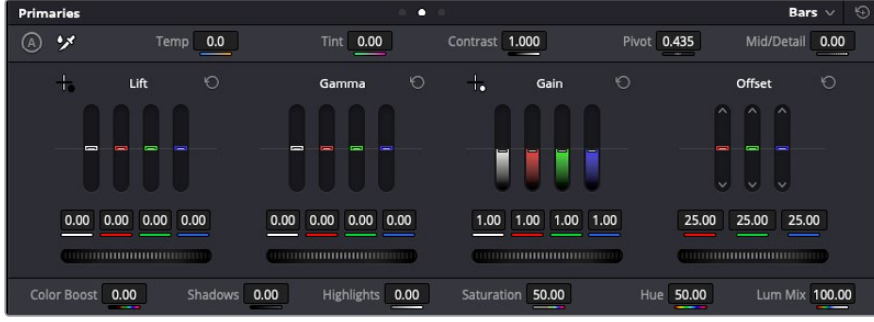 Primaries Bars
A Temp 0.0 Tint 0.00 Contrast 1.000 Pivot 0.435 Mid/Detail 0.00
Lift Gamma Gain Offset
0.00 0.00 0.00 0.00 0.00 0.00 0.00 0.00 1.00 1.00 1.00 1.00 25.00 25.00 25.00
Color Boost 0.00 Shadows 0.00 Highlights 0.00 Saturation 50.00 Hue 50.00 Lum Mix 100.00